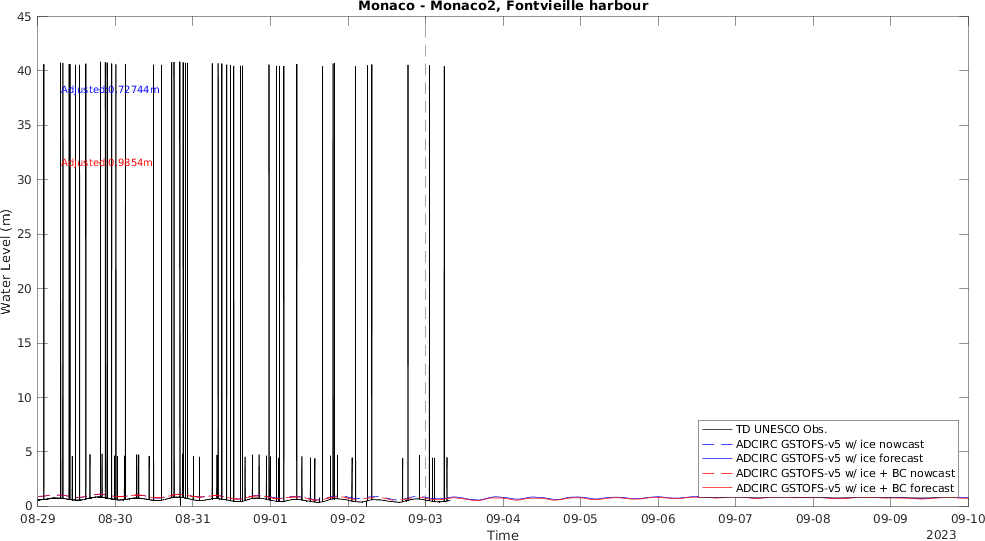 Monaco - Monaco2, Fontvieille harbour
Water Level (m)
45
40
35
30
25
20
15
10
5
0
Adjusted:0.72744m
Adjusted:0.9354m
TD UNESCO Obs.
ADCIRC GSTOFS-v5 w/ ice nowcast
ADCIRC GSTOFS-v5 w/ ice forecast
ADCIRC GSTOFS-v5 w/ ice + BC nowcast
ADCIRC GSTOFS-v5 w/ ice + BC forecast
08-29 08-30 08-31 09-01 09-02 09-03 09-04 09-05 09-06 09-07 09-08 09-09 09-10
Time
2023